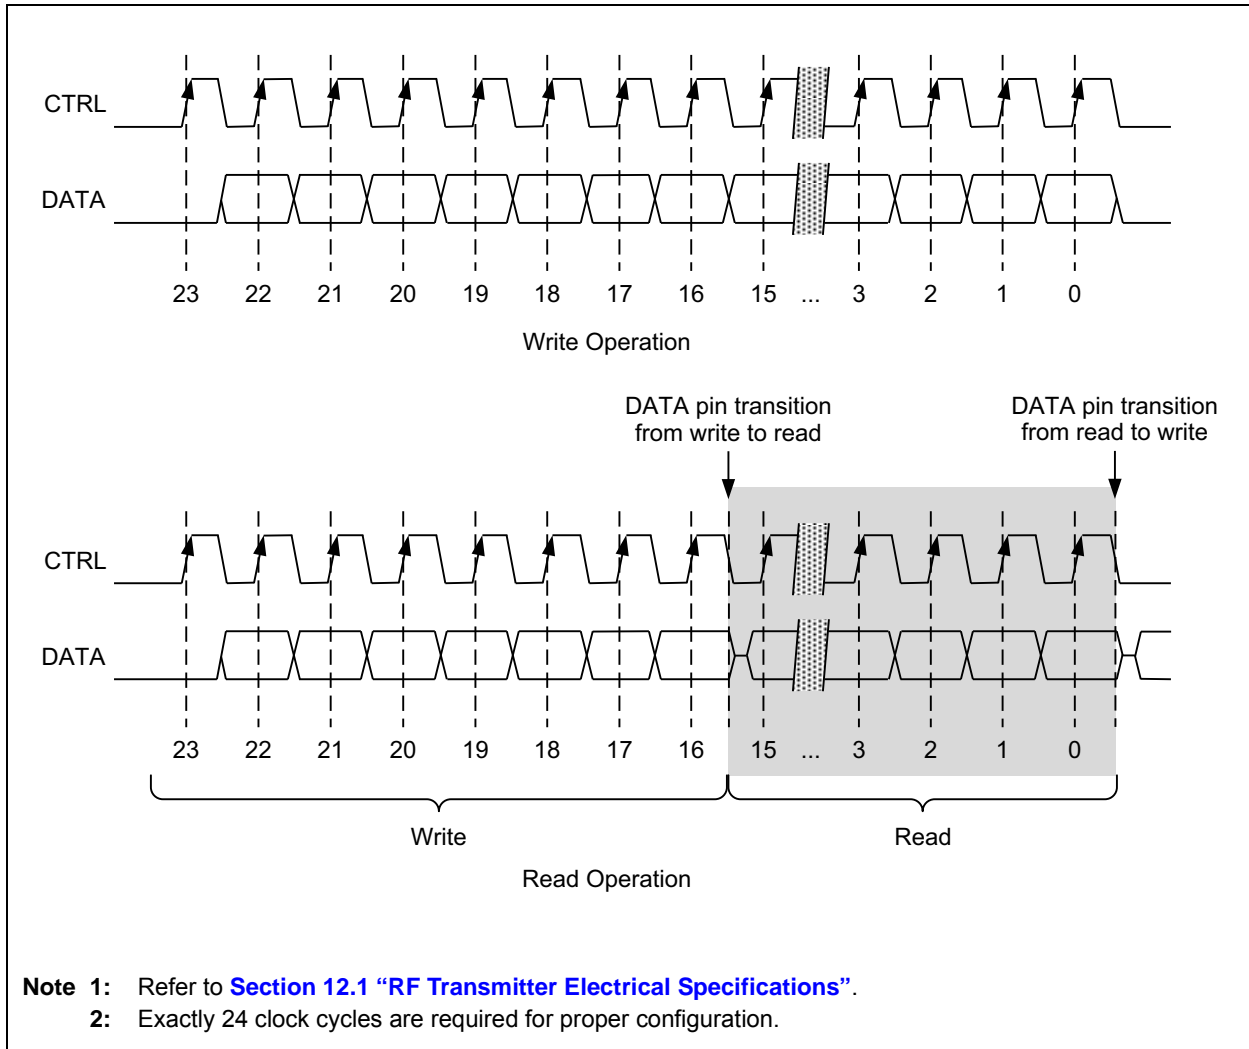 CTRL
DATA
23 22 21 20 19 18 17 16 15 ... 3 2 1 0
Write Operation
DATA pin transition
from write to read
DATA pin transition
from read to write
CTRL
DATA
23 22 21 20 19 18 17 16 15 ... 3 2 1 0
Write
Read
Read Operation
Note 1: Refer to Section 12.1 “RF Transmitter Electrical Specifications”.
2: Exactly 24 clock cycles are required for proper configuration.